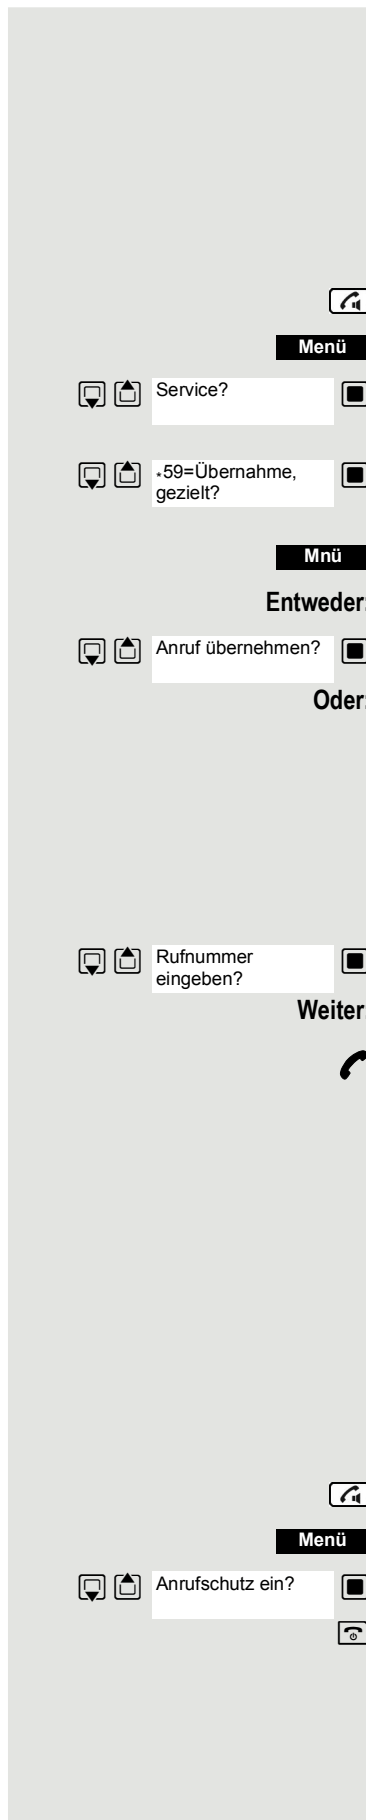 Menü
Service?
*59=Übernahme,
gezielt?
Mnü
Entweder:
Anruf übernehmen?
Oder:
Rufnummer
eingeben?
Weiter:
Menü
Anrufschutz ein?